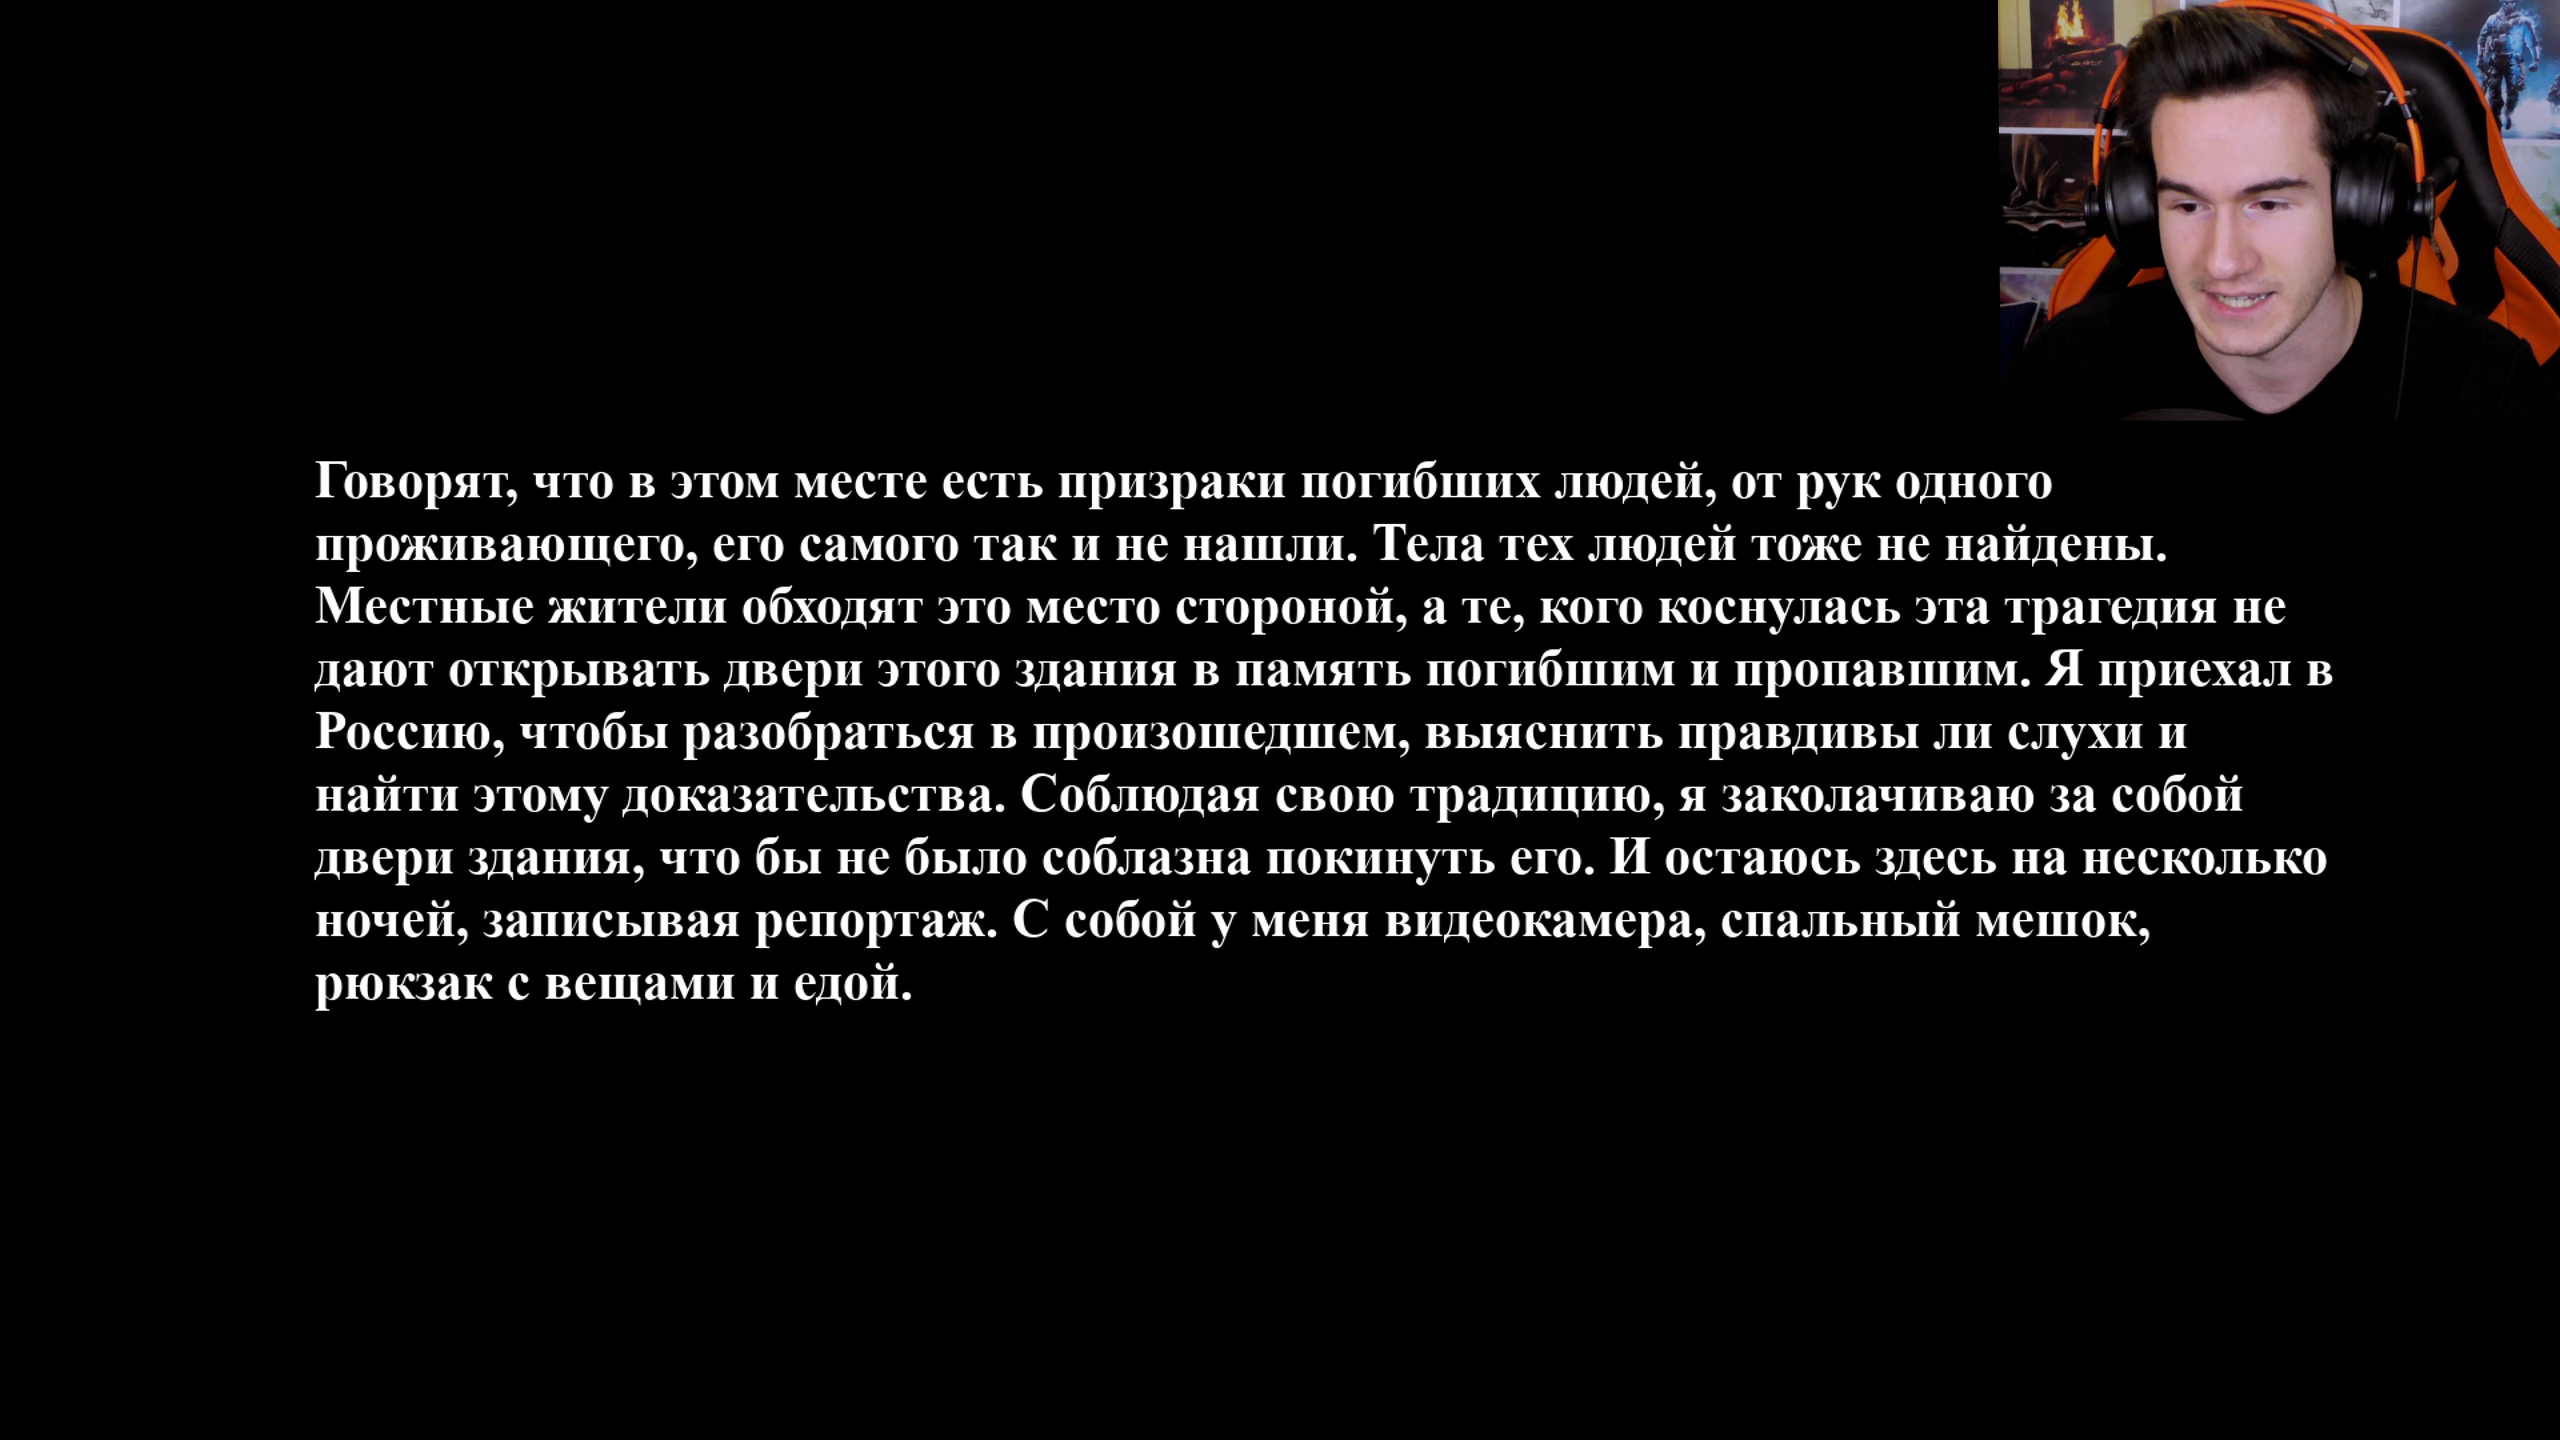 Говорят, что в этом месте есть призраки погибших людей, от рук одного
проживающего, его самого так и не нашли. Тела тех людей тоже не найдены.
Местные жители обходят это место стороной, а те, кого коснулась эта трагедия не
дают открывать двери этого здания в память погибшим и пропавшим. Я приехал в
Россию, чтобы разобраться в произошедшем, выяснить правдивы ли слухи и
найти этому доказательства. Соблюдая свою традицию, я заколачиваю за собой
двери здания, что бы не было соблазна покинуть его. И остаюсь здесь на несколько
ночей, записывая репортаж. С собой у меня видеокамера, спальный мешок,
рюкзак с вещами и едой.